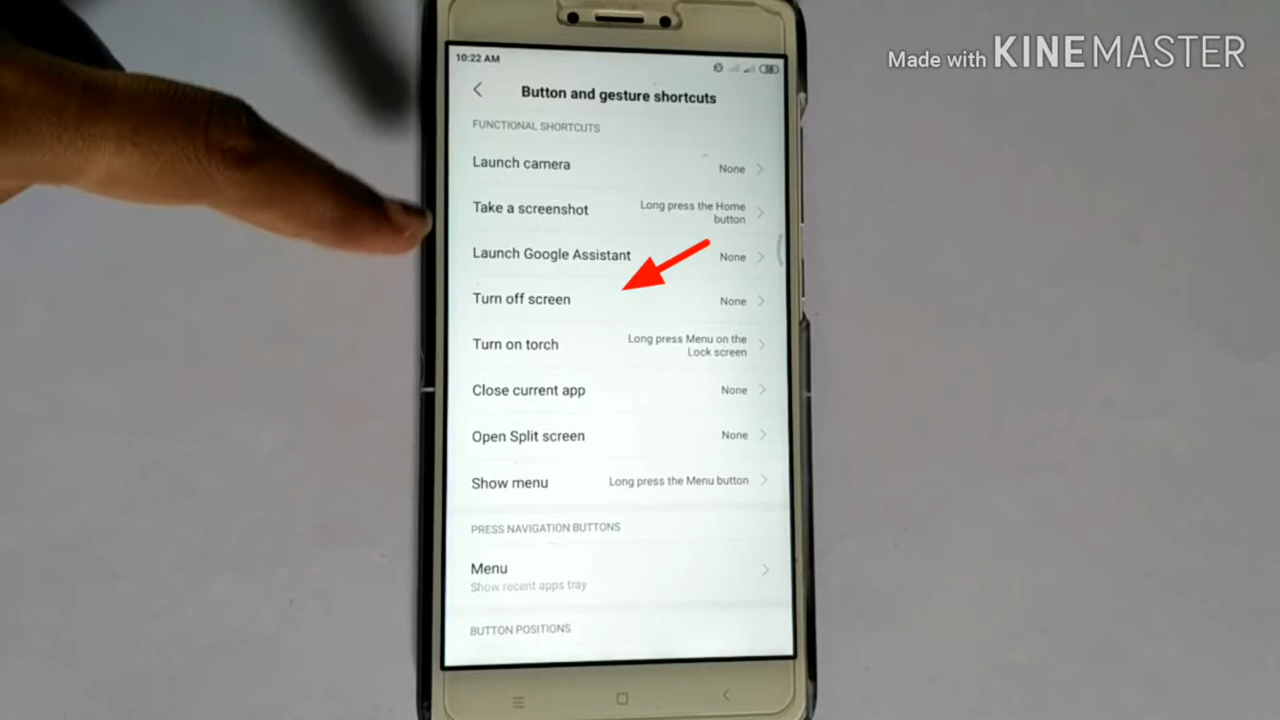 Made with KINEMASTER
10:22 AM
Button and gesture shortcuts
FUNCTIONAL SHORTCUTS
Launch camera
None
Take a screenshot
Long press the Home
button
Launch Google Assistant
None
Turn off screen
None
Turn on torch
Long press Menu on the
Lock screen
Close current app
None
Open Split screen
None
Show menu
Long press the Menu button
PRESS NAVIGATION BUTTONS
Menu
Show recent apps tray
BUTTON POSITIONS